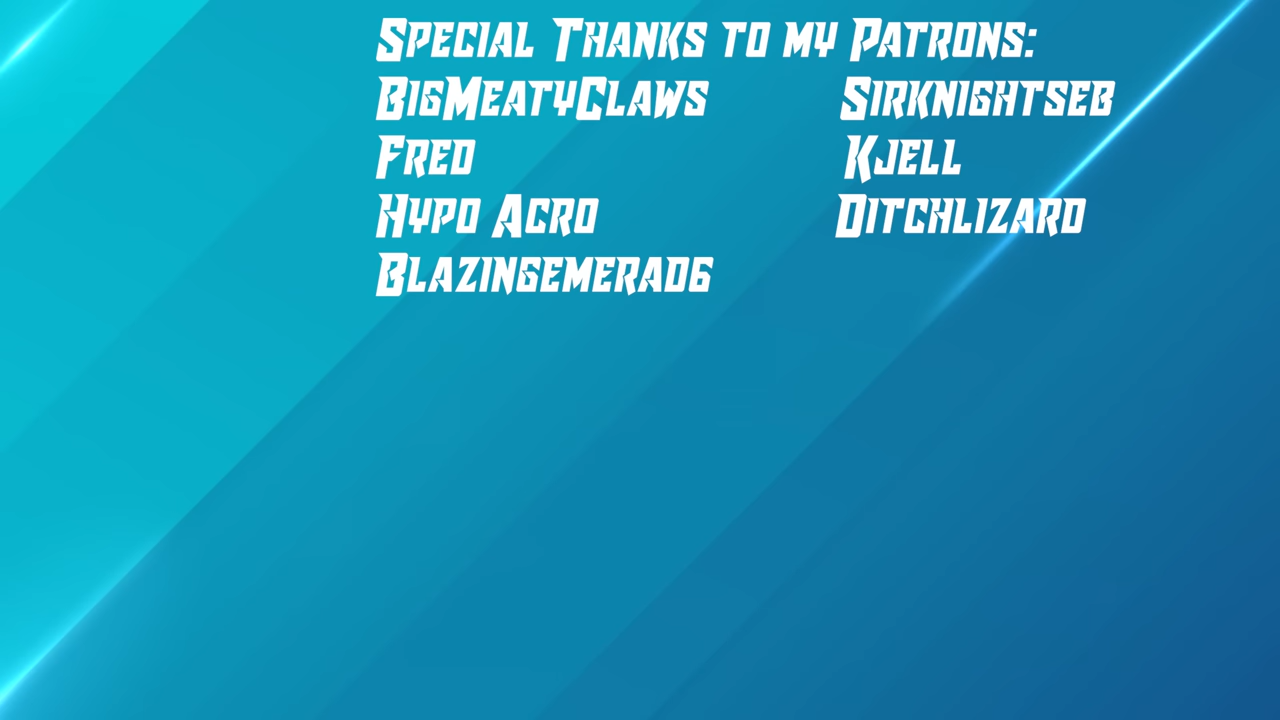 Special Thanks to my Patrons:
BigMeatyClaws Sirknightseb
Fred Kjell
Hypo Acro Ditchlizard
Blazingemerad6